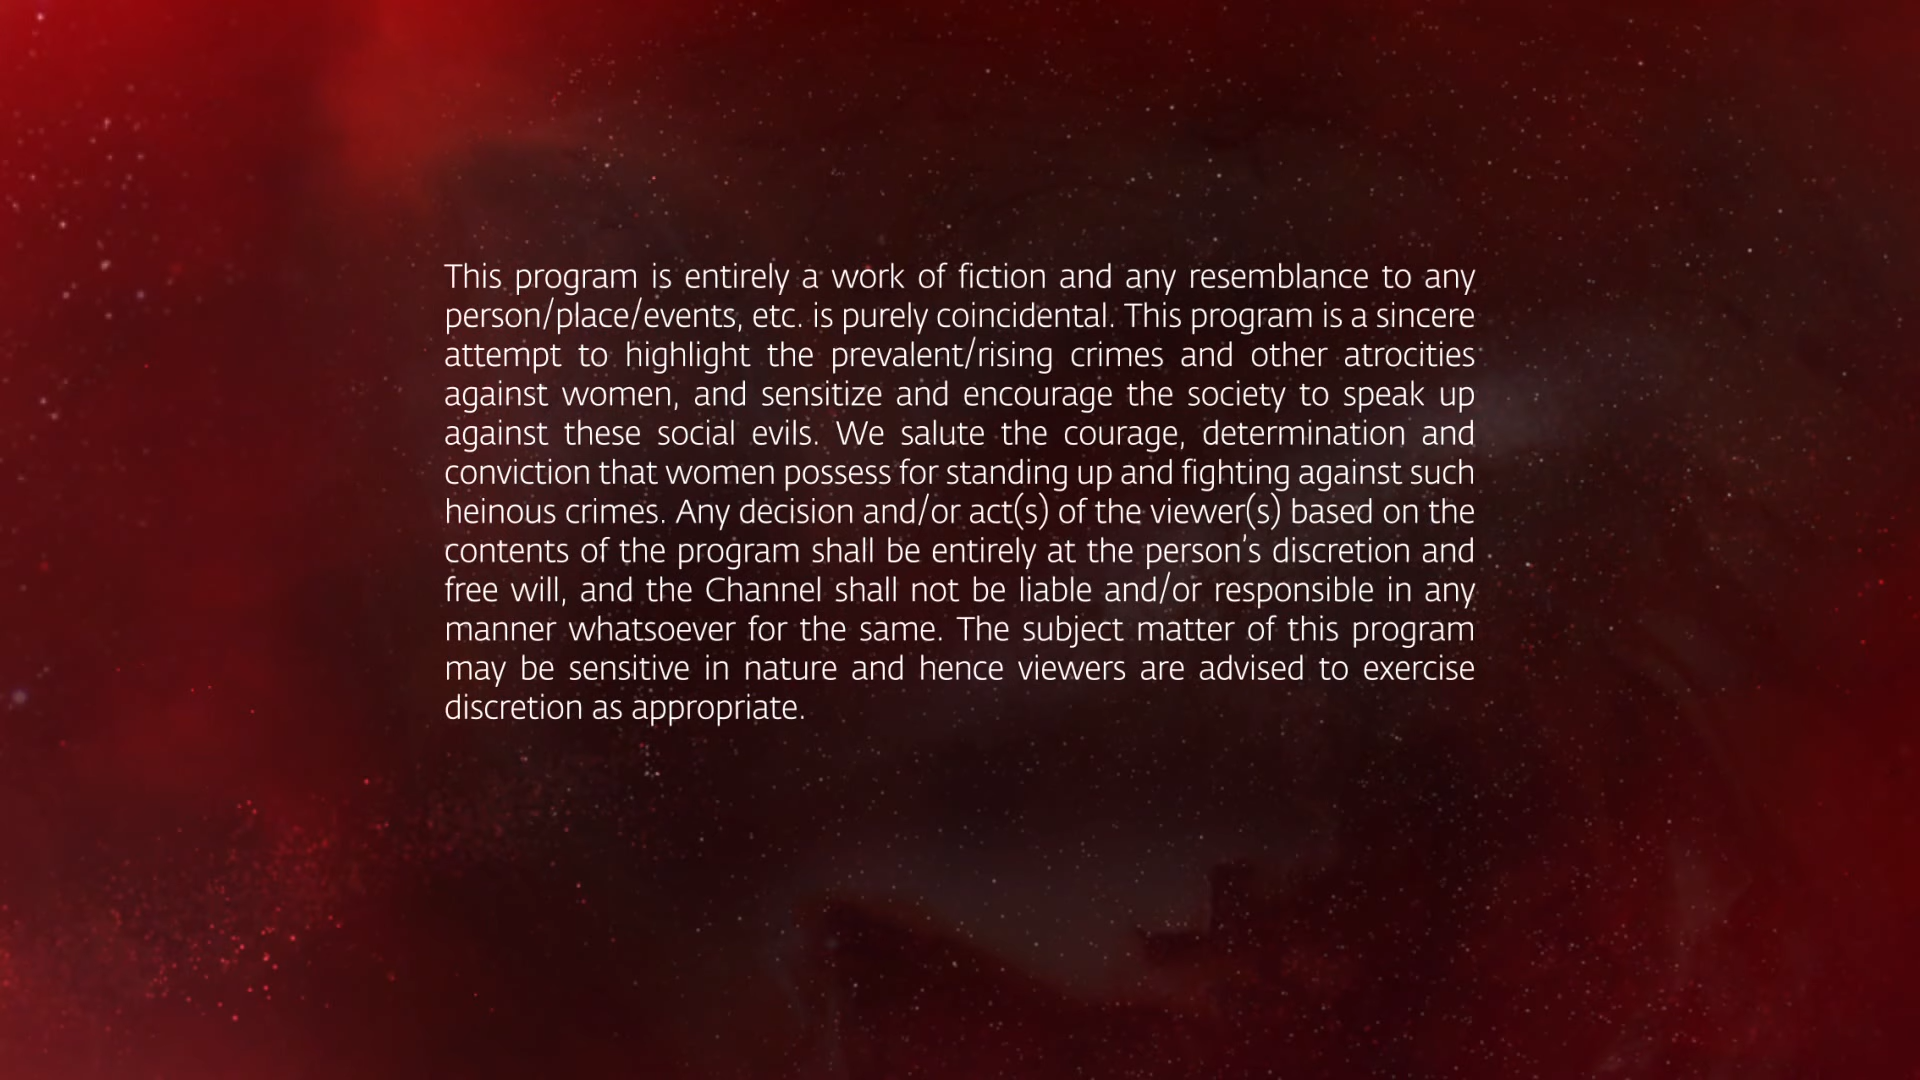 This program is entirely a work of fiction and any resemblance to any
person/place/events, etc. is purely coincidental. This program is a sincere
attempt to highlight the prevalent/rising crimes and other atrocities
against women, and sensitize and encourage the society to speak up
against these social evils. We salute the courage, determination and
conviction that women possess for standing up and fighting against such
heinous crimes. Any decision and/or act(s) of the viewer(s) based on the
contents of the program shall be entirely at the person's discretion and
free will, and the Channel shall not be liable and/or responsible in any
manner whatsoever for the same. The subject matter of this program
may be sensitive in nature and hence viewers are advised to exercise
discretion as appropriate.